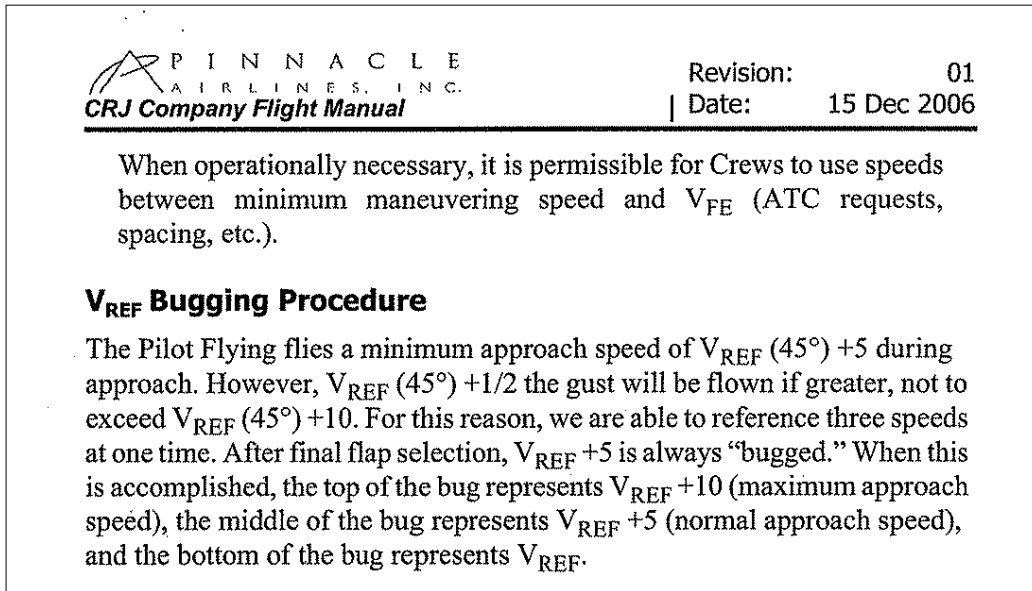 PINNACLE
AIRLINES, INC.
CRJ Company Flight Manual
Revision: 01
| Date: 15 Dec 2006
When operationally necessary, it is permissible for Crews to use speeds
between minimum maneuvering speed and VFE (ATC requests,
spacing, etc.).
VREF Bugging Procedure
The Pilot Flying flies a minimum approach speed of VREF (45°) +5 during
approach. However, VREF (45°) +1/2 the gust will be flown if greater, not to
exceed VREF (45°) +10. For this reason, we are able to reference three speeds
at one time. After final flap selection, VREF +5 is always “bugged.” When this
is accomplished, the top of the bug represents VREF +10 (maximum approach
speed), the middle of the bug represents VREF +5 (normal approach speed),
and the bottom of the bug represents VREF.